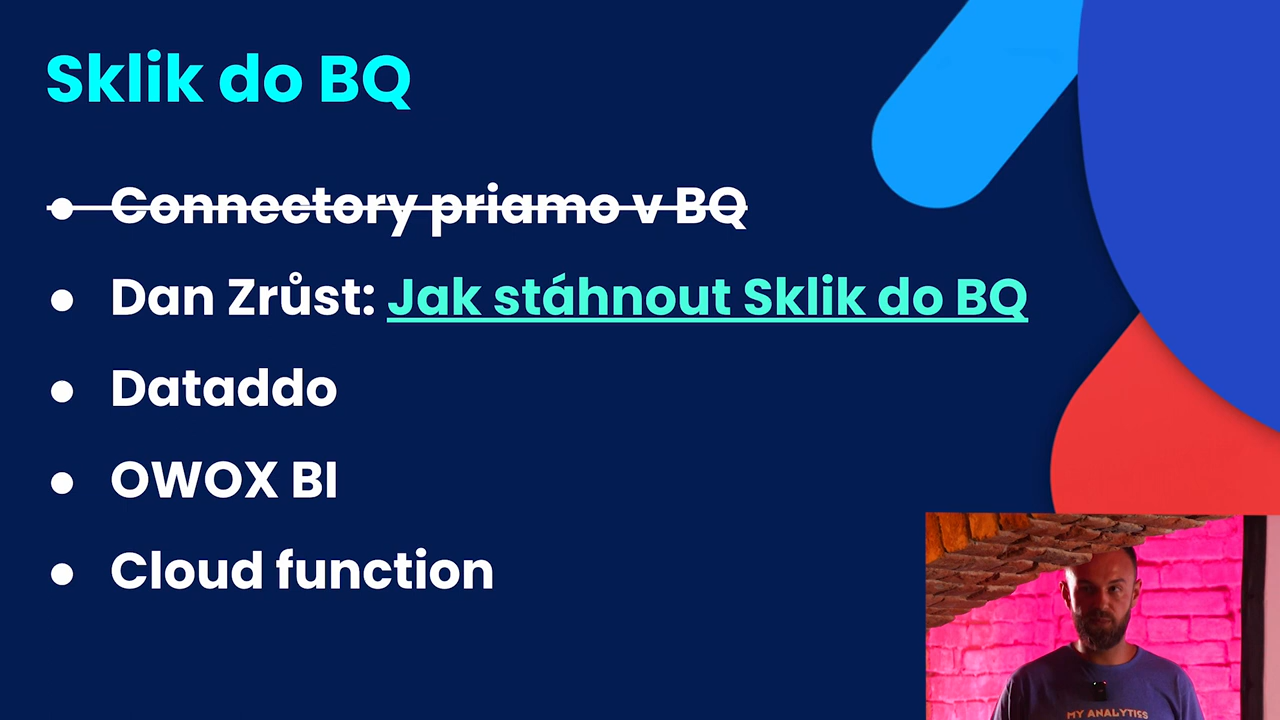 Sklik do BQ
Connectory priamo v BQ
Dan Zrůst: Jak stáhnout Sklik do BQ
Dataddo
OWOX BI
Cloud function
MY ANALYTICS